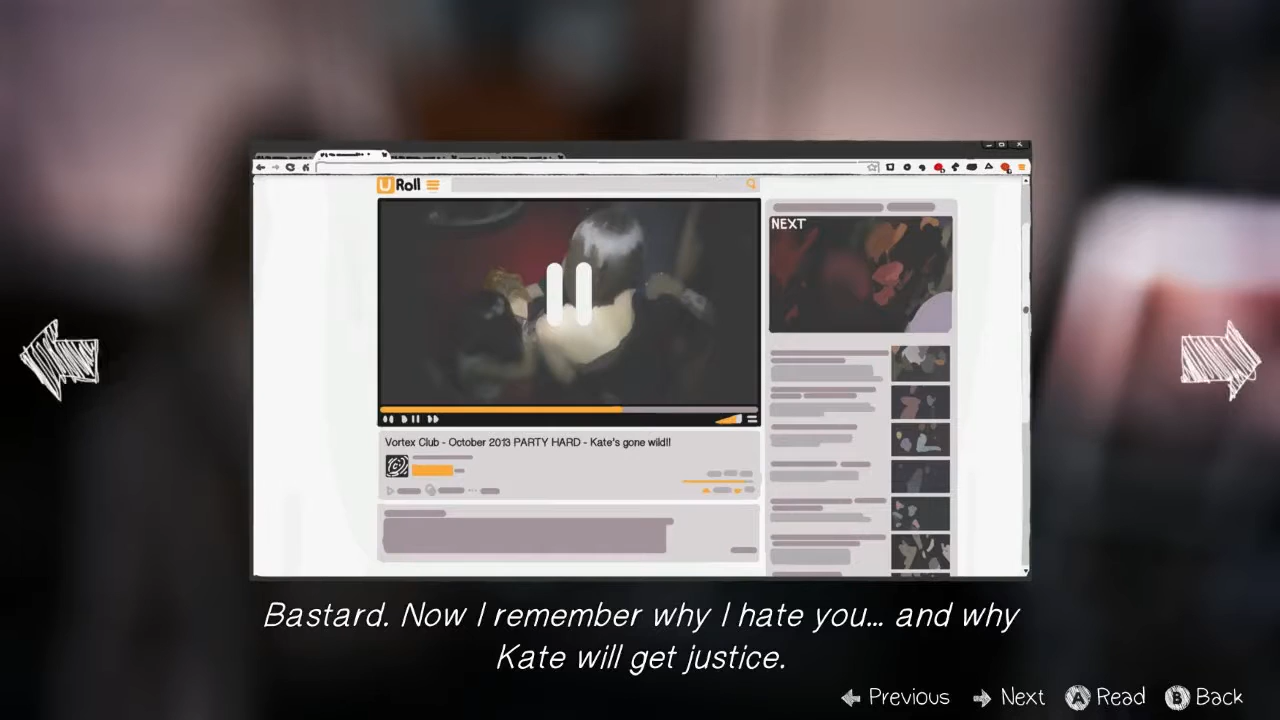 URoll
NEXT
Vortex Club - October 2013 PARTY HARD - Kate's gone wild!!
Bastard. Now I remember why I hate you... and why
Kate will get justice.
Previous Next A Read B Back